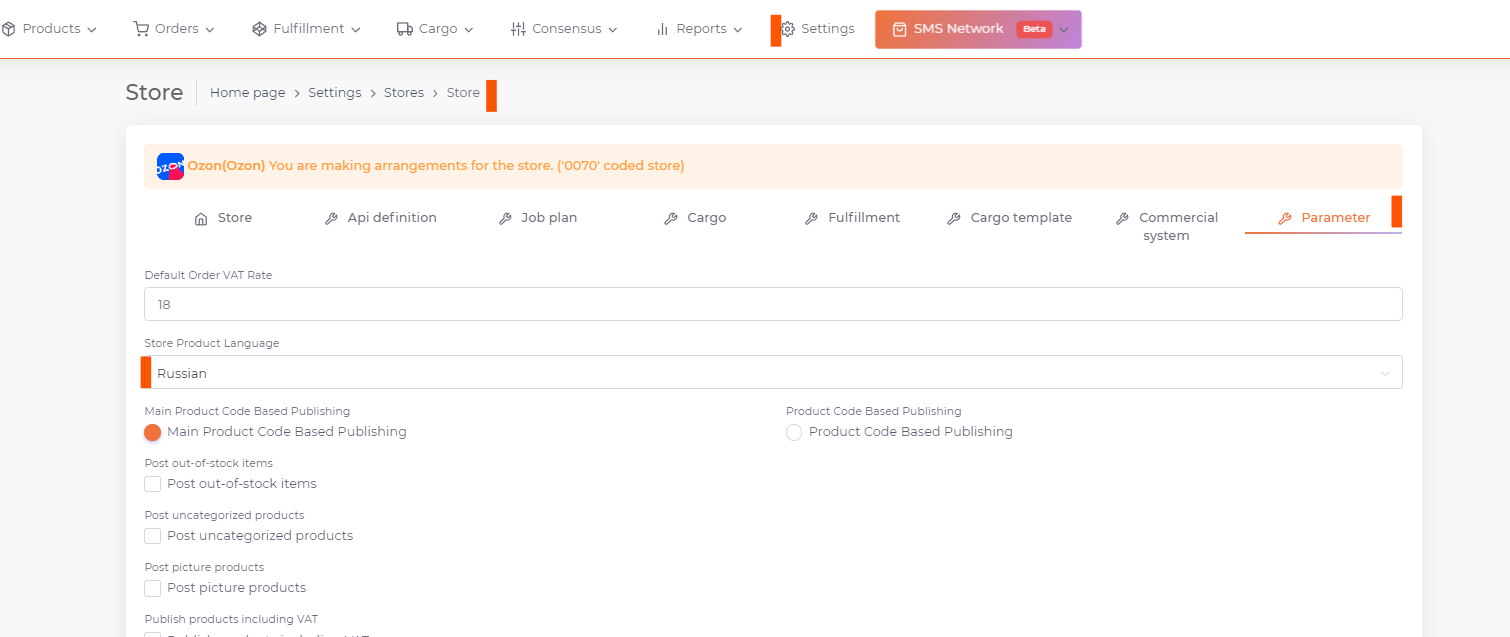 Products Orders Fulfillment Cargo Consensus Reports Settings SMS Network Beta
Store Home page > Settings > Stores > Store
OZON Ozon(Ozon) You are making arrangements for the store. ('0070' coded store)
Store Api definition Job plan Cargo Fulfillment Cargo template Commercial system Parameter
Default Order VAT Rate
18
Store Product Language
Russian
Main Product Code Based Publishing Product Code Based Publishing
Main Product Code Based Publishing Product Code Based Publishing
Post out-of-stock items
Post out-of-stock items
Post uncategorized products
Post uncategorized products
Post picture products
Post picture products
Publish products including VAT